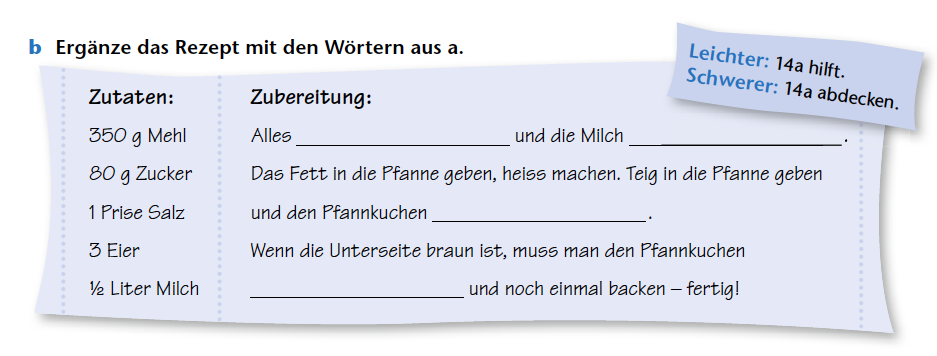 b Ergänze das Rezept mit den Wörtern aus a.
Leichter: 14a hilft.
Schwerer: 14a abdecken.
Zutaten:
350 g Mehl
80 g Zucker
1 Prise Salz
3 Eier
½ Liter Milch
Zubereitung:
Alles ____________________ und die Milch ____________________.
Das Fett in die Pfanne geben, heiss machen. Teig in die Pfanne geben
und den Pfannkuchen ____________________.
Wenn die Unterseite braun ist, muss man den Pfannkuchen
____________________ und noch einmal backen – fertig!